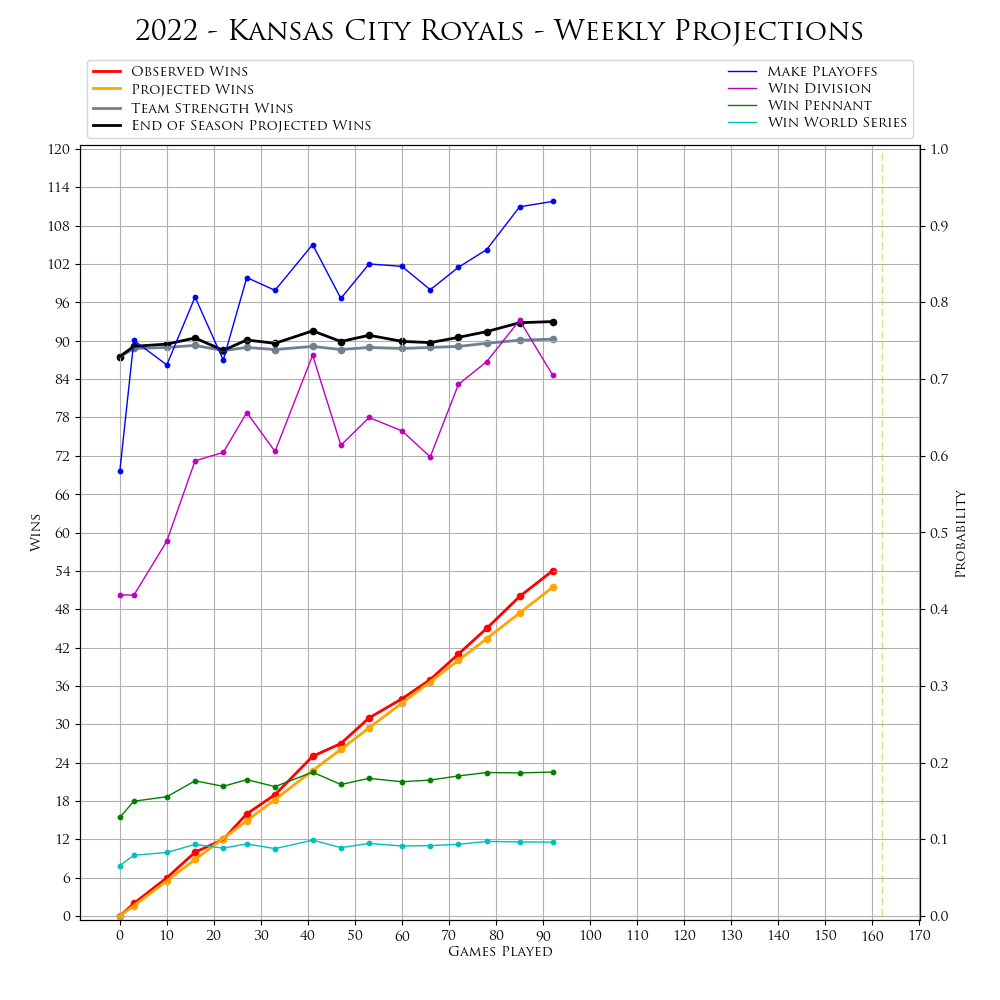 2022 - Kansas City Royals - Weekly Projections
Observed Wins
Projected Wins
Team Strength Wins
End of Season Projected Wins
Make Playoffs
Win Division
Win Pennant
Win World Series
120
114
108
102
96
90
84
78
72
66
60
54
48
42
36
30
24
18
12
6
0
Wins
1.0
0.9
0.8
0.7
0.6
0.5
0.4
0.3
0.2
0.1
0.0
Probability
0 10 20 30 40 50 60 70 80 90 100 110 120 130 140 150 160 170
Games Played